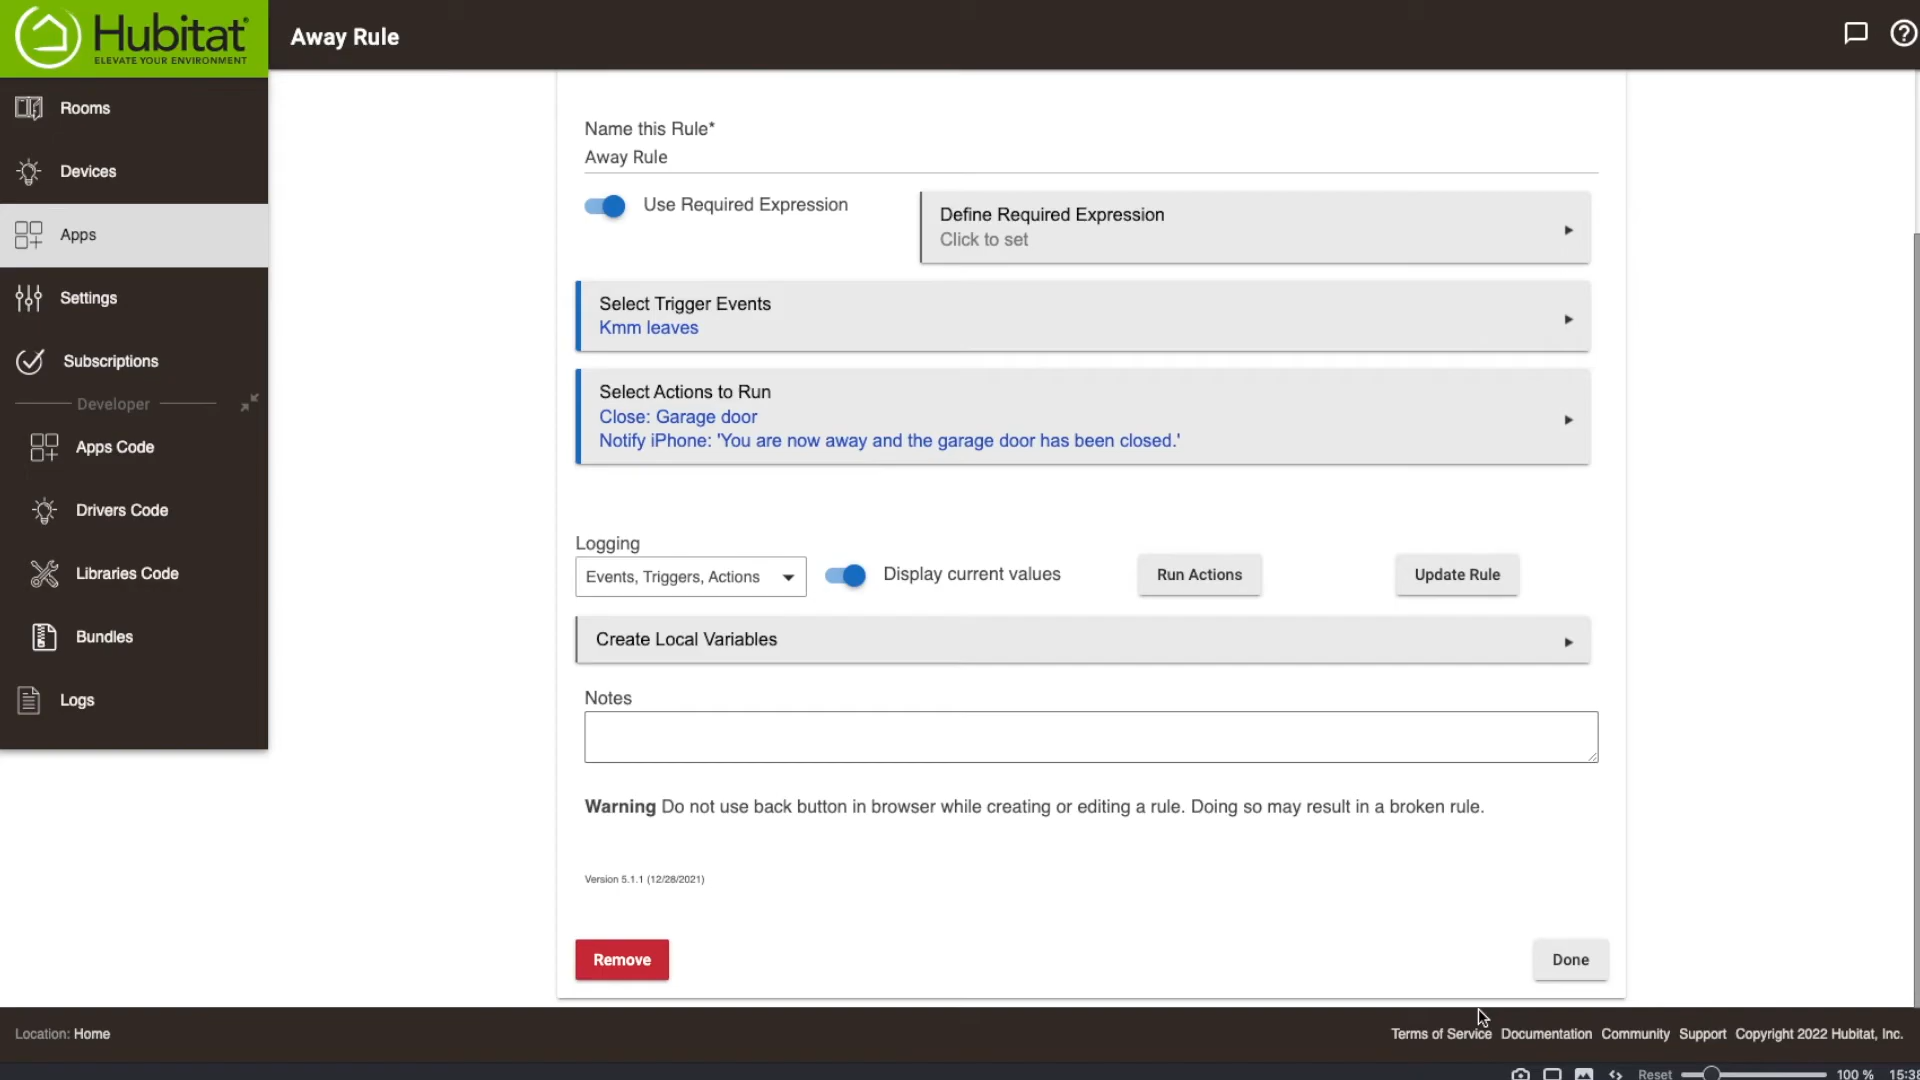 Hubitat®
ELEVATE YOUR ENVIRONMENT
Away Rule
Rooms
Devices
Apps
Settings
Subscriptions
Developer
Apps Code
Drivers Code
Libraries Code
Bundles
Logs
Name this Rule*
Away Rule
Use Required Expression
Define Required Expression
Click to set
Select Trigger Events
Kmm leaves
Select Actions to Run
Close: Garage door
Notify iPhone: 'You are now away and the garage door has been closed.'
Logging
Events, Triggers, Actions
Display current values
Run Actions
Update Rule
Create Local Variables
Notes
Warning Do not use back button in browser while creating or editing a rule. Doing so may result in a broken rule.
Version 5.1.1 (12/28/2021)
Remove
Done
Location: Home
Terms of Service Documentation Community Support Copyright 2022 Hubitat, Inc.
Reset 100 % 15:38